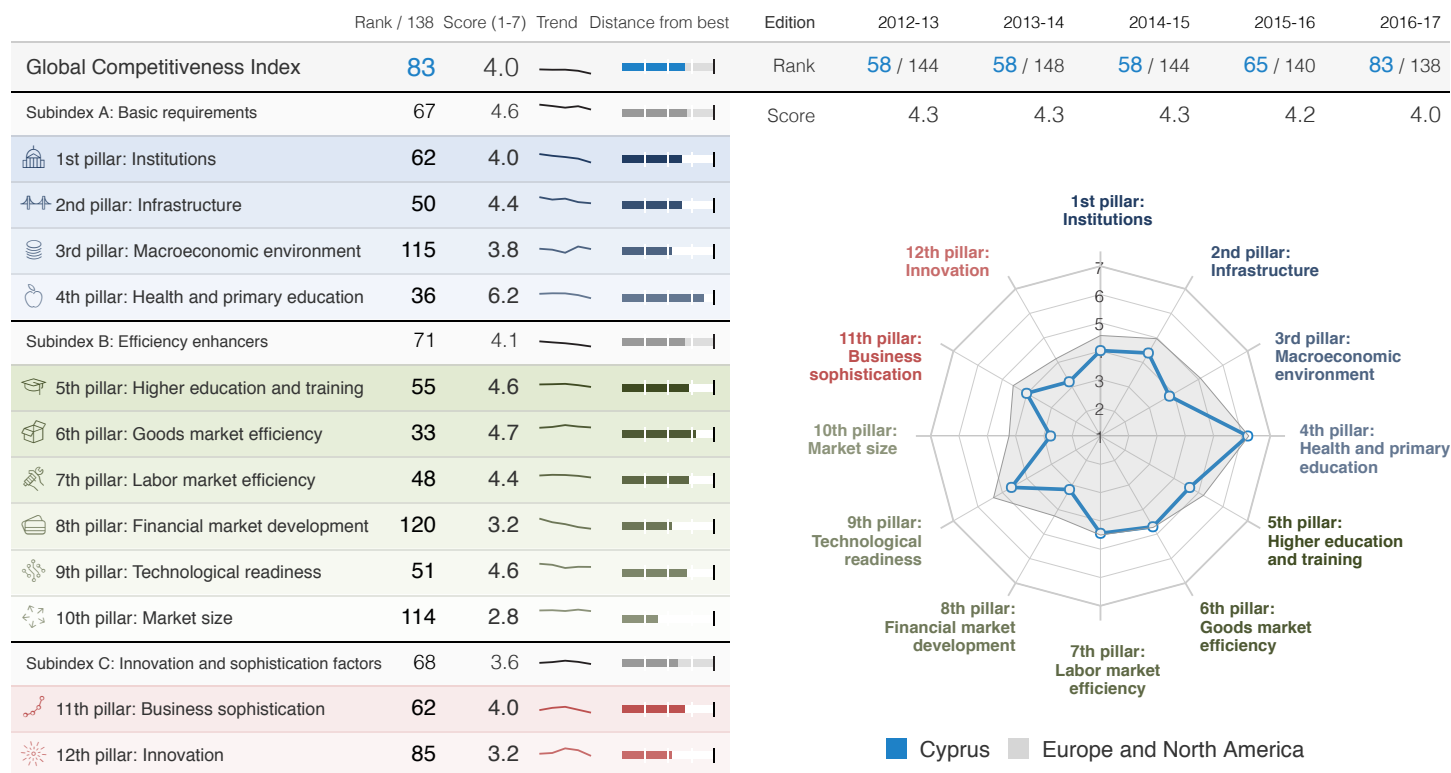 Rank / 138 Score (1-7) Trend Distance from best
Global Competitiveness Index 83 4.0
Subindex A: Basic requirements 67 4.6
1st pillar: Institutions 62 4.0
2nd pillar: Infrastructure 50 4.4
3rd pillar: Macroeconomic environment 115 3.8
4th pillar: Health and primary education 36 6.2
Subindex B: Efficiency enhancers 71 4.1
5th pillar: Higher education and training 55 4.6
6th pillar: Goods market efficiency 33 4.7
7th pillar: Labor market efficiency 48 4.4
8th pillar: Financial market development 120 3.2
9th pillar: Technological readiness 51 4.6
10th pillar: Market size 114 2.8
Subindex C: Innovation and sophistication factors 68 3.6
11th pillar: Business sophistication 62 4.0
12th pillar: Innovation 85 3.2
Edition 2012-13 2013-14 2014-15 2015-16 2016-17
Rank 58 / 144 58 / 148 58 / 144 65 / 140 83 / 138
Score 4.3 4.3 4.3 4.2 4.0
1st pillar:
Institutions
2nd pillar:
Infrastructure
3rd pillar:
Macroeconomic
environment
4th pillar:
Health and primary
education
5th pillar:
Higher education
and training
6th pillar:
Goods market
efficiency
7th pillar:
Labor market
efficiency
8th pillar:
Financial market
development
9th pillar:
Technological
readiness
10th pillar:
Market size
11th pillar:
Business
sophistication
12th pillar:
Innovation
7
6
5
3
2
1
Cyprus Europe and North America